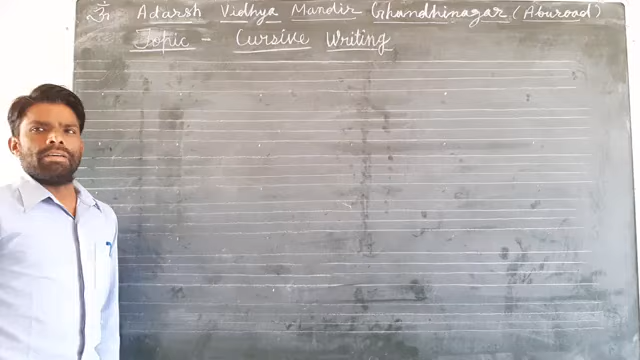 ॐ Adarsh Vidhya Mandir Ghandhinagar (Aburoad)
Topic - Cursive Writing